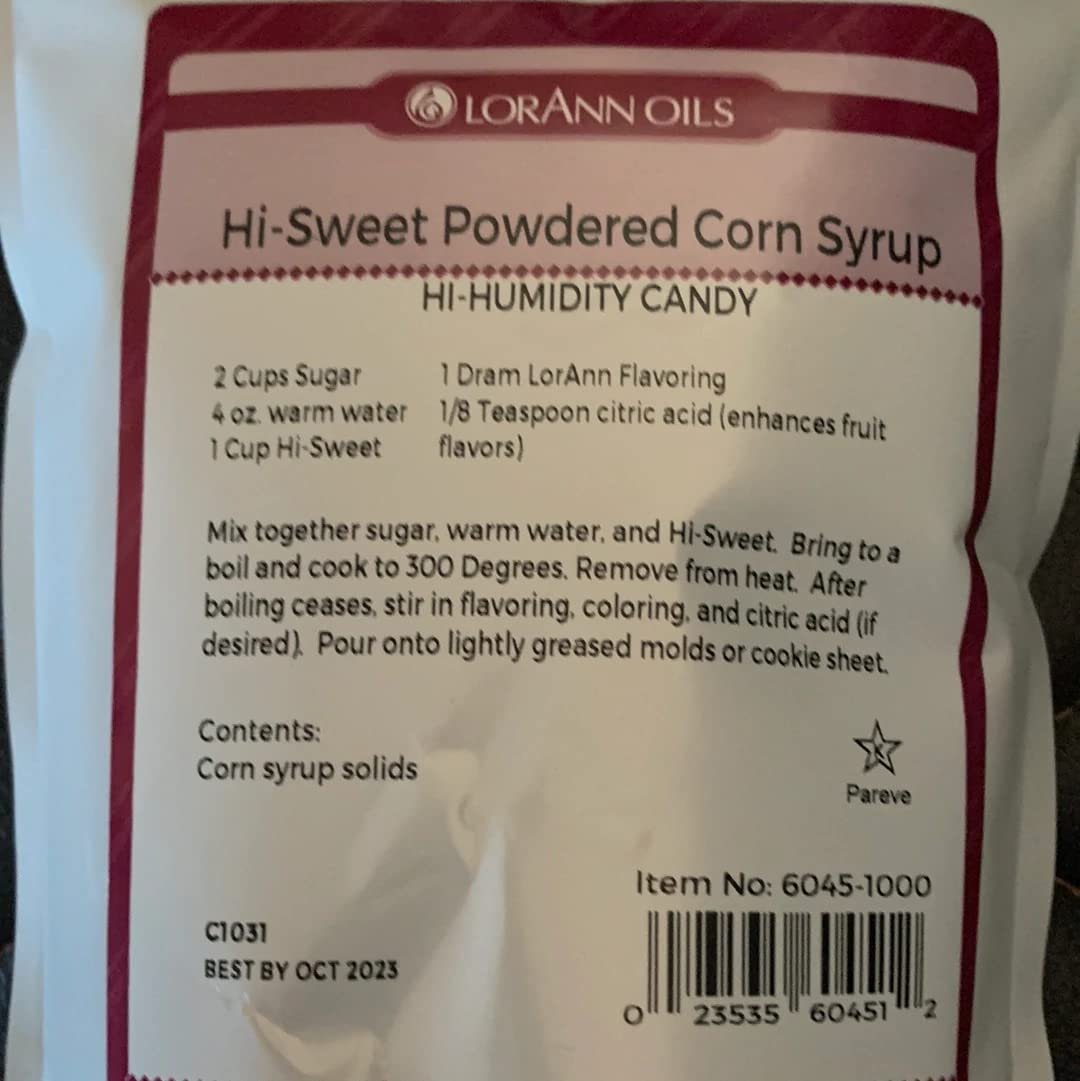 LORANN OILS
Hi-Sweet Powdered Corn Syrup
HI-HUMIDITY CANDY
2 Cups Sugar
4 oz. warm water
1 Cup Hi-Sweet
1 Dram LorAnn Flavoring
1/8 Teaspoon citric acid (enhances fruit
flavors)
Mix together sugar, warm water, and Hi-Sweet. Bring to a
boil and cook to 300 Degrees. Remove from heat. After
boiling ceases, stir in flavoring, coloring, and citric acid (if
desired). Pour onto lightly greased molds or cookie sheet.
Contents:
Corn syrup solids
K
Pareve
Item No: 6045-1000
C1031
BEST BY OCT 2023
0 23535 60451 2